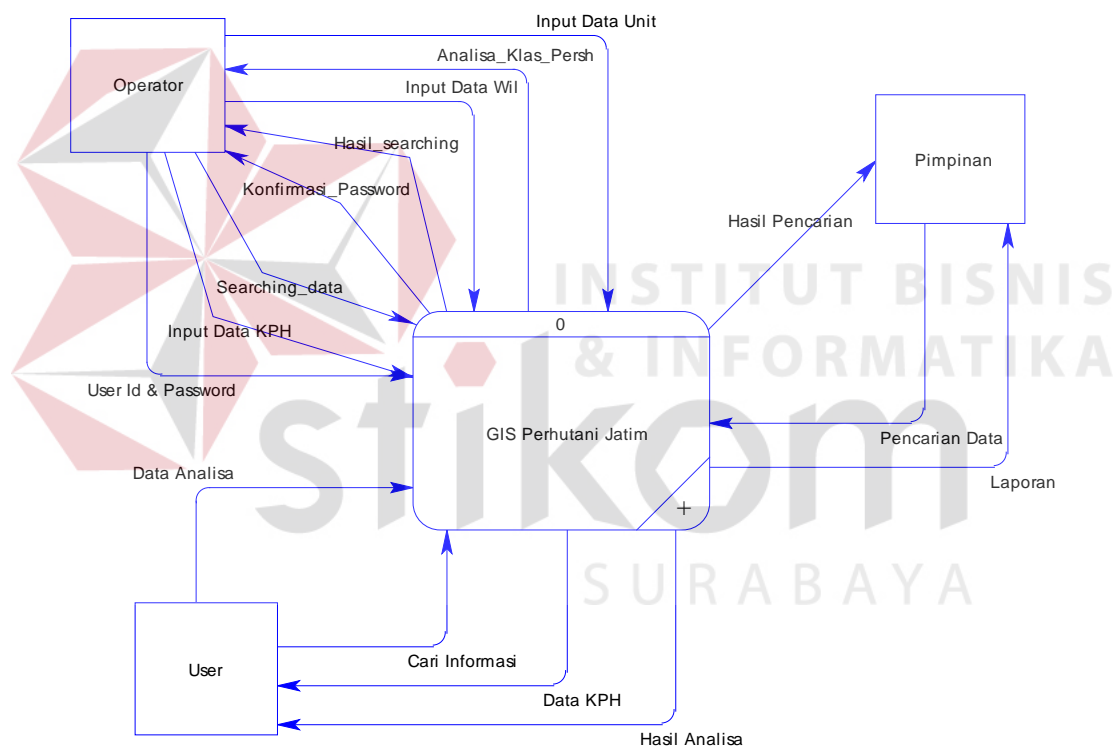 Input Data Unit
Analisa_Klas_Persh
Operator
Input Data Wil
Hasil_searching
Pimpinan
Konfirmasi_Password
Hasil Pencarian
Searching_data
INSTITUT BISNIS
0
Input Data KPH
& INFORMATIKA
User Id & Password
stikom
GIS Perhutani Jatim
Pencarian Data
Data Analisa
Laporan
SURABAYA
Cari Informasi
User
Data KPH
Hasil Analisa